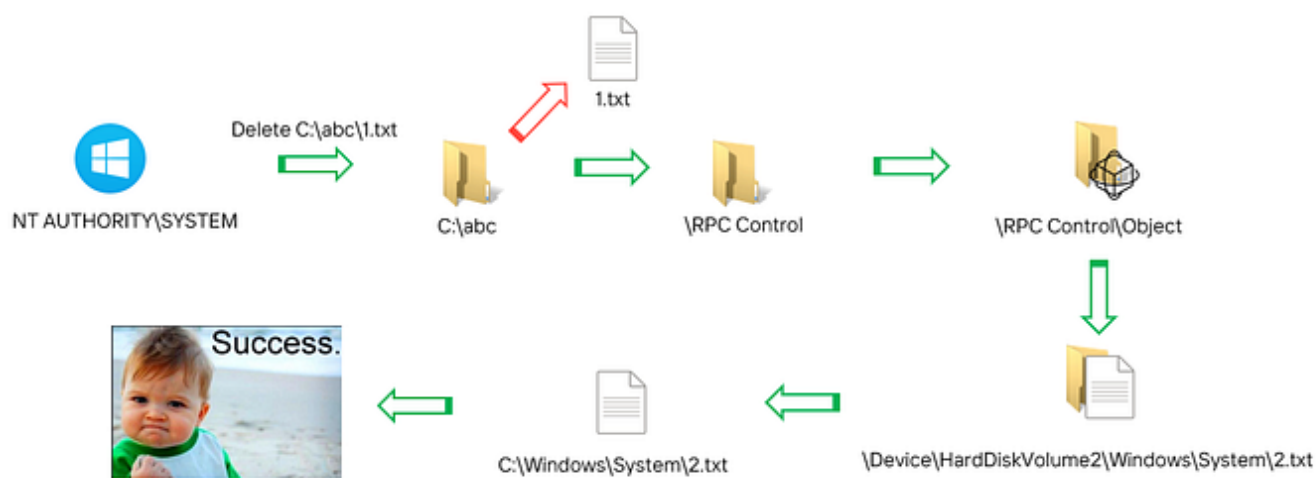 1.txt
Delete C:\abc\1.txt
NT AUTHORITY\SYSTEM
C:\abc
\RPC Control
\RPC Control\Object
Success.
C:\Windows\System\2.txt
\Device\HardDiskVolume2\Windows\System\2.txt